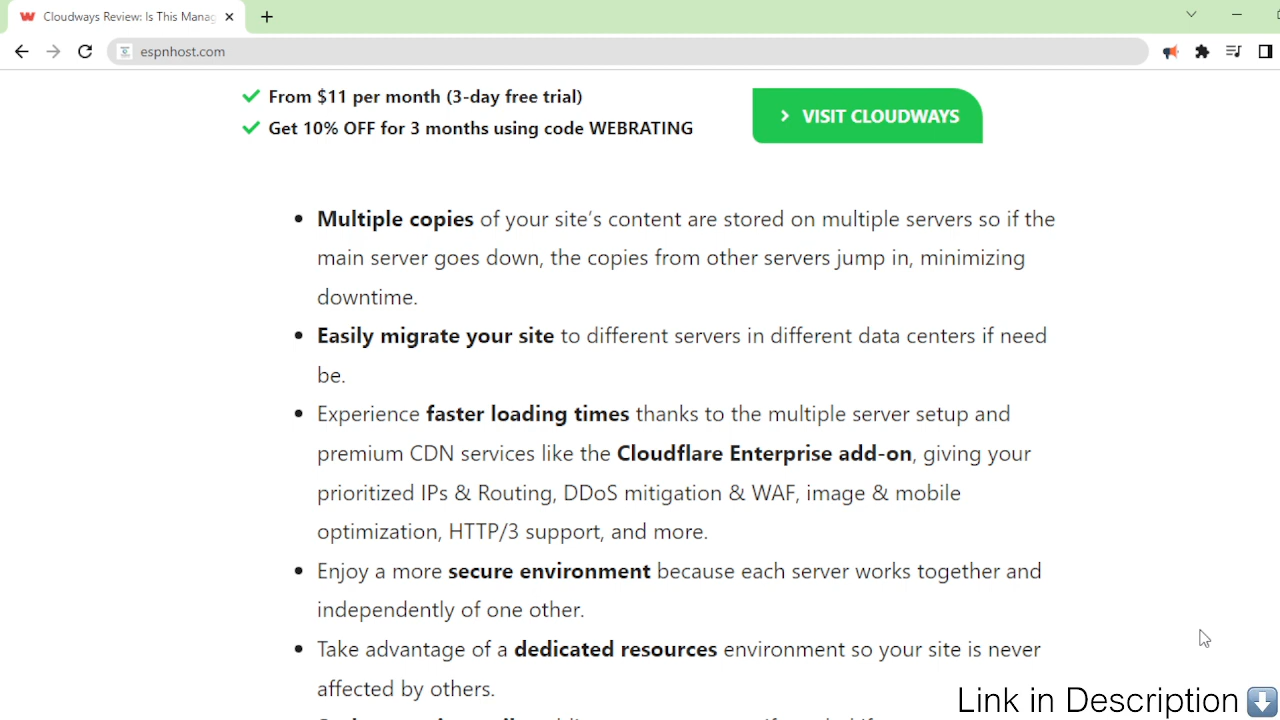 Cloudways Review: Is This Manag
espnhost.com
From $11 per month (3-day free trial)
Get 10% OFF for 3 months using code WEBRATING
VISIT CLOUDWAYS
Multiple copies of your site's content are stored on multiple servers so if the
main server goes down, the copies from other servers jump in, minimizing
downtime.
Easily migrate your site to different servers in different data centers if need
be.
Experience faster loading times thanks to the multiple server setup and
premium CDN services like the Cloudflare Enterprise add-on, giving your
prioritized IPs & Routing, DDoS mitigation & WAF, image & mobile
optimization, HTTP/3 support, and more.
Enjoy a more secure environment because each server works together and
independently of one other.
Take advantage of a dedicated resources environment so your site is never
affected by others.
Link in Description